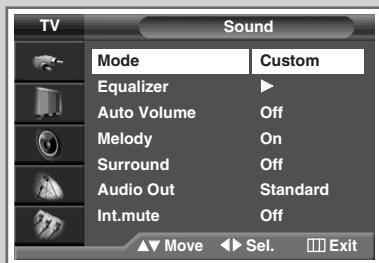 TV Sound
Mode Custom
Equalizer ▶
Auto Volume Off
Melody On
Surround Off
Audio Out Standard
Int.mute Off
▲▼ Move ◀▶ Sel. Exit